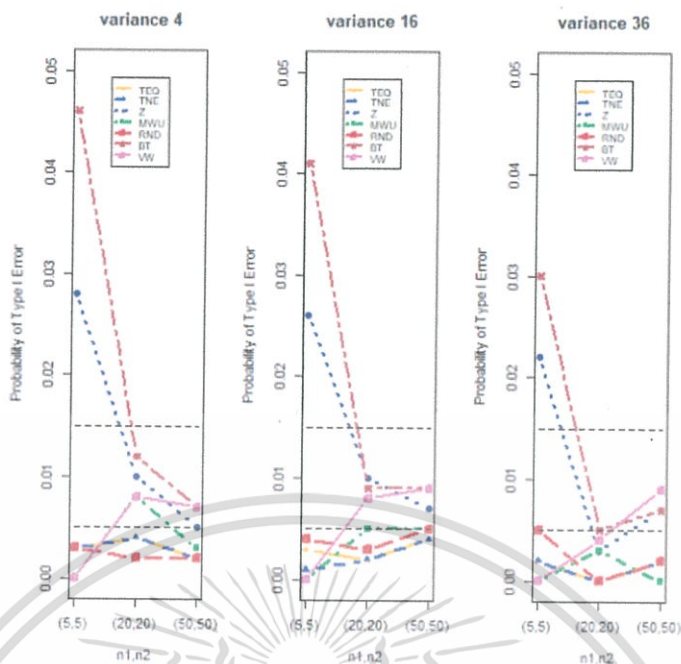 variance 4
Probability of Type I Error
0.05
0.04
0.03
0.02
0.01
0.00
TEQ
TNE
Z
MWU
RND
BT
VW
(5,5)
(20,20)
(50,50)
n1,n2
variance 16
Probability of Type I Error
0.05
0.04
0.03
0.02
0.01
0.00
TEQ
TNE
Z
MWU
RND
BT
VW
(5,5)
(20,20)
(50,50)
n1,n2
variance 36
Probability of Type I Error
0.05
0.04
0.03
0.02
0.01
0.00
TEQ
TNE
Z
MWU
RND
BT
VW
(5,5)
(20,20)
(50,50)
n1,n2